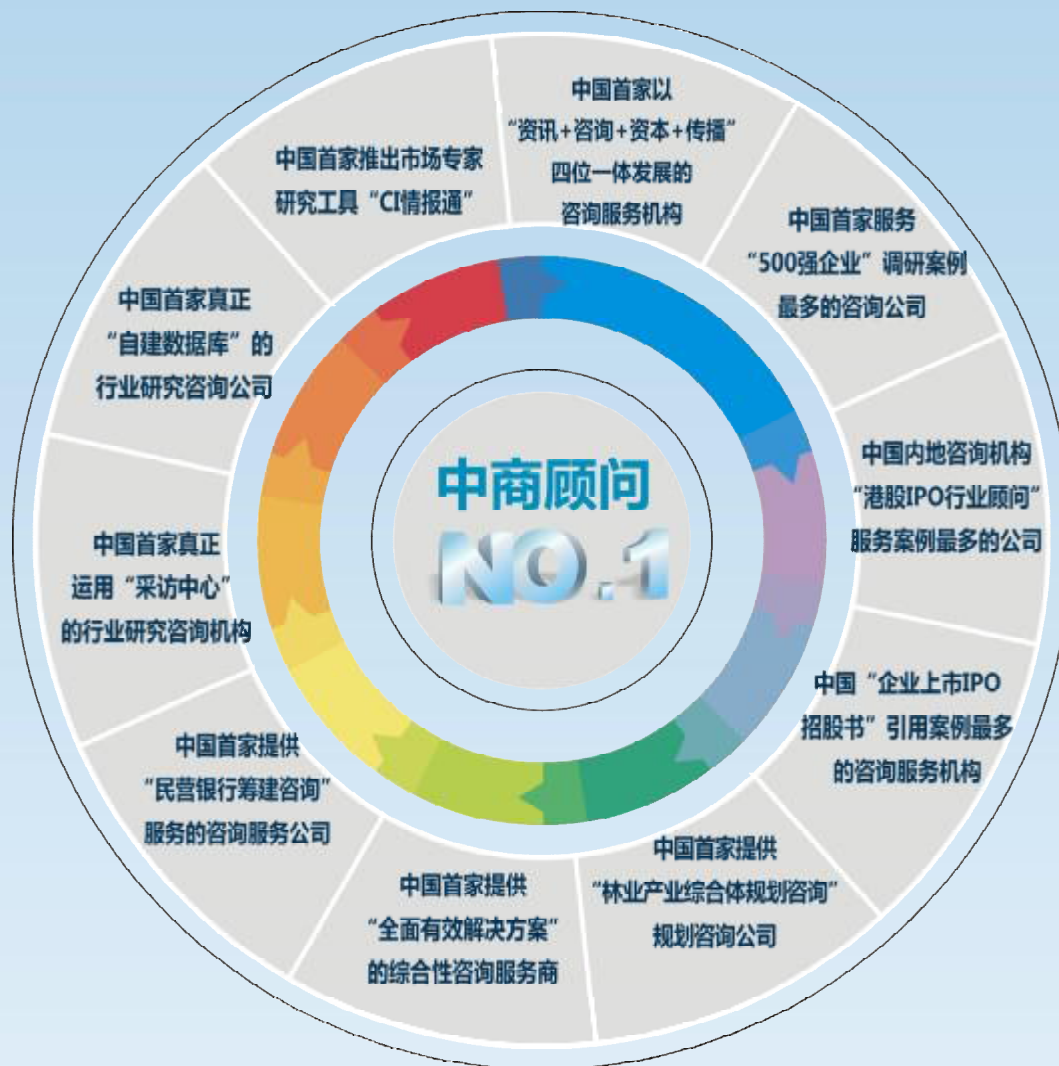 中国首家以
“资讯+咨询+资本+传播”
四位一体发展的
咨询服务机构
中国首家服务
“500强企业”调研案例
最多的咨询公司
中国内地咨询机构
“港股IPO行业顾问”
服务案例最多的公司
中国“企业上市IPO
招股书”引用案例最多
的咨询服务机构
中国首家提供
“林业产业综合体规划咨询”
规划咨询公司
中国首家提供
“全面有效解决方案”
的综合性咨询服务商
中国首家提供
“民营银行筹建咨询”
服务的咨询服务公司
中国首家真正
运用“采访中心”
的行业研究咨询机构
中国首家真正
“自建数据库”的
行业研究咨询公司
中国首家推出市场专家
研究工具“CI情报通”
中商顾问
NO.1